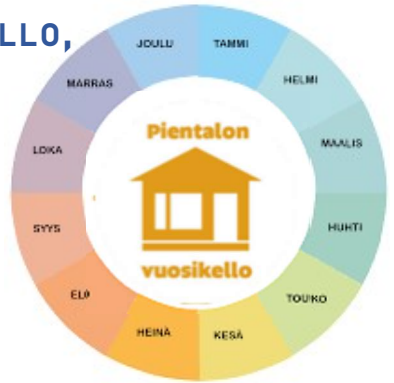 LLO,
JOULU
TAMMI
HELMI
MAALIS
HUHTI
TOUKO
KESÄ
HEINÄ
ELO
SYYS
LOKA
MARRAS
Pientalon
vuosikello